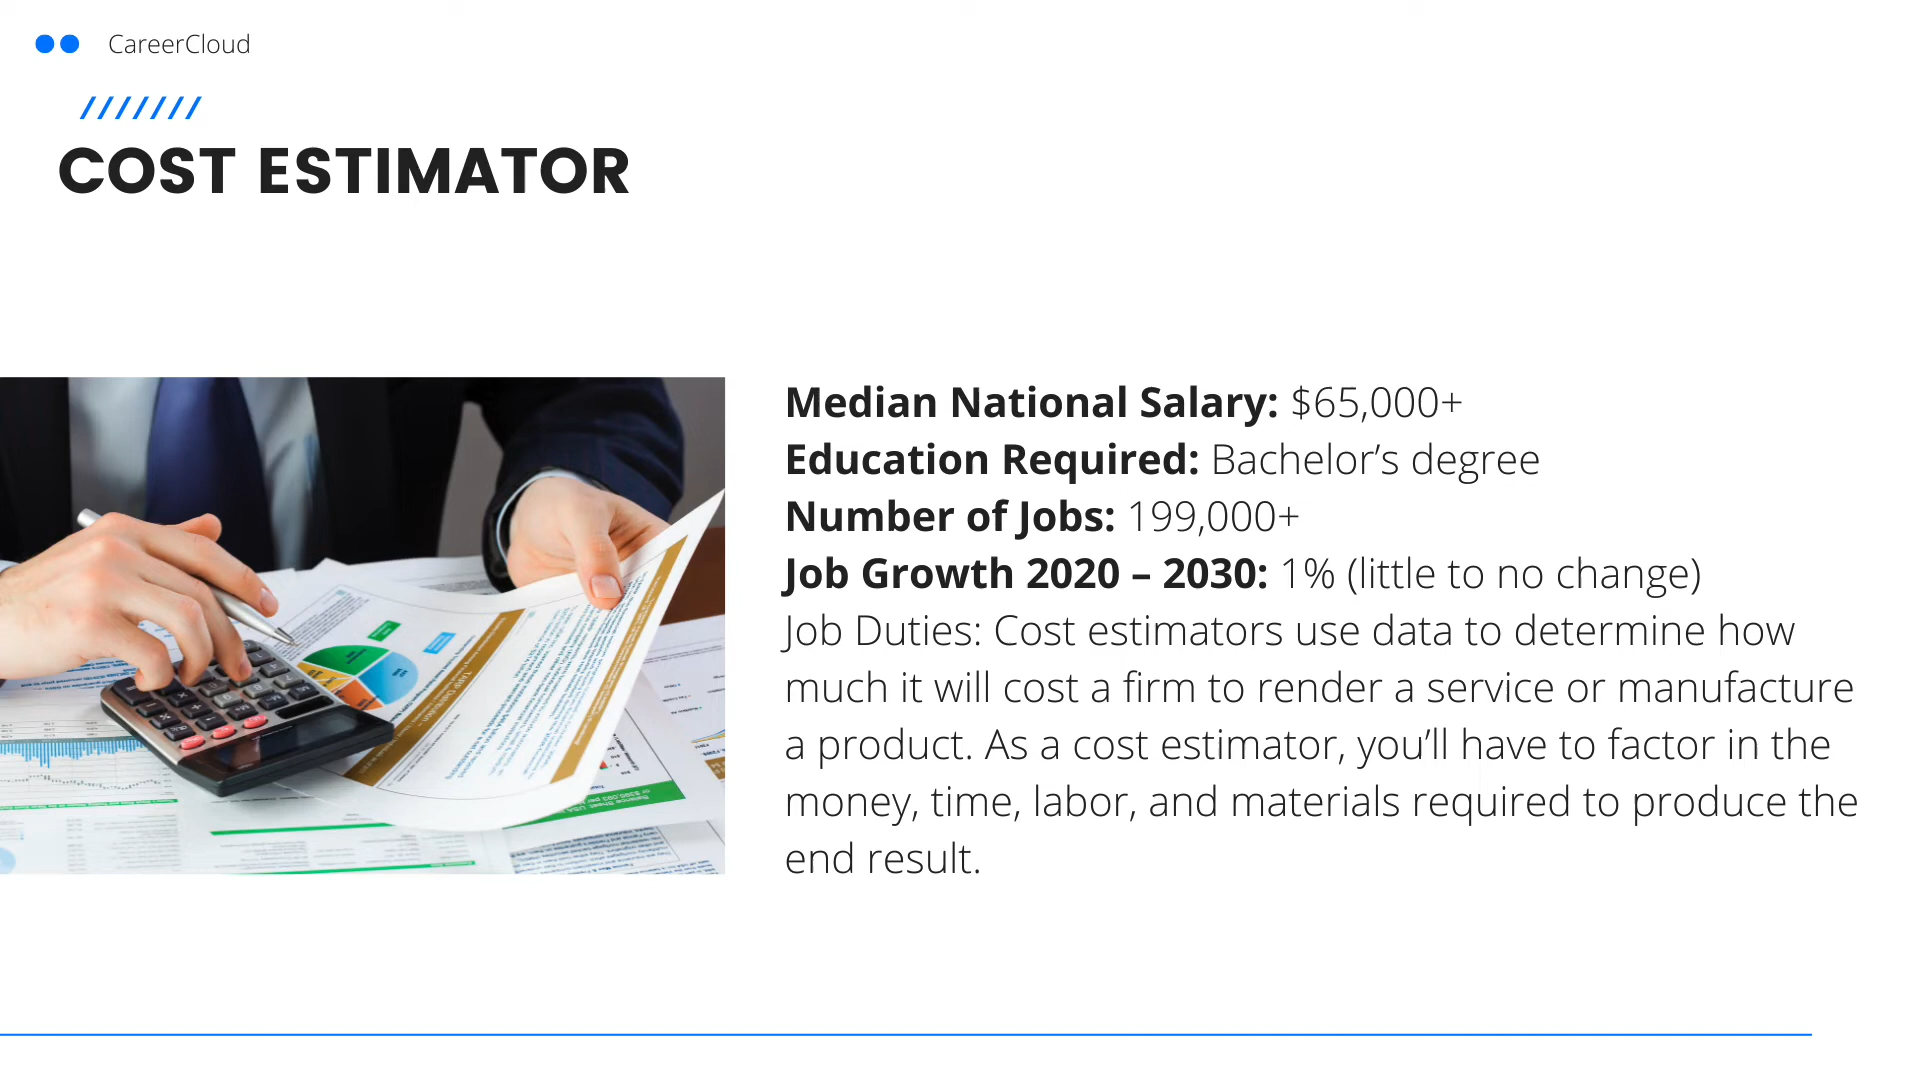 CareerCloud
COST ESTIMATOR
Median National Salary: $65,000+
Education Required: Bachelor’s degree
Number of Jobs: 199,000+
Job Growth 2020 – 2030: 1% (little to no change)
Job Duties: Cost estimators use data to determine how
much it will cost a firm to render a service or manufacture
a product. As a cost estimator, you’ll have to factor in the
money, time, labor, and materials required to produce the
end result.